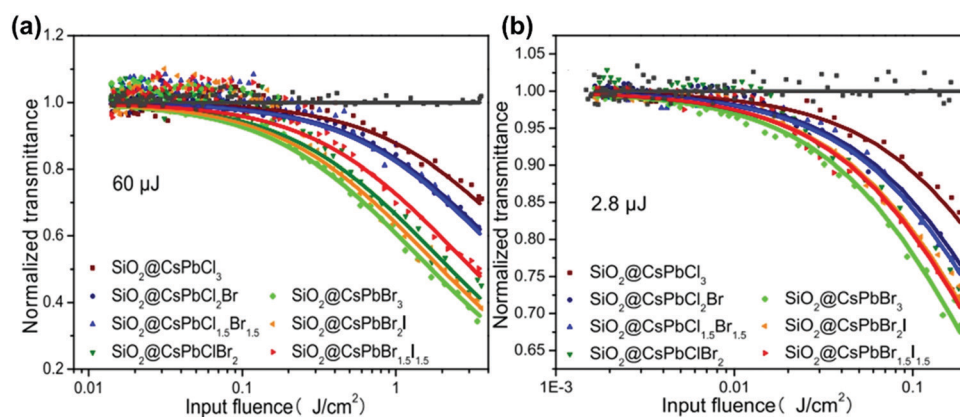 (a)
Normalized transmittance
1.2
1.0
0.8
0.6
0.4
0.2
60 μJ
SiO2@CsPbCl3
SiO2@CsPbCl2Br
SiO2@CsPbCl1.5Br1.5
SiO2@CsPbClBr2
SiO2@CsPbBr3
SiO2@CsPbBr2I
SiO2@CsPbBr1.5I1.5
0.01 0.1 1
Input fluence( J/cm2)
(b)
Normalized transmittance
1.05
1.00
0.95
0.90
0.85
0.80
0.75
0.70
0.65
2.8 μJ
SiO2@CsPbCl3
SiO2@CsPbCl2Br
SiO2@CsPbCl1.5Br1.5
SiO2@CsPbClBr2
SiO2@CsPbBr3
SiO2@CsPbBr2I
SiO2@CsPbBr1.5I1.5
1E-3 0.01 0.1
Input fluence( J/cm2)